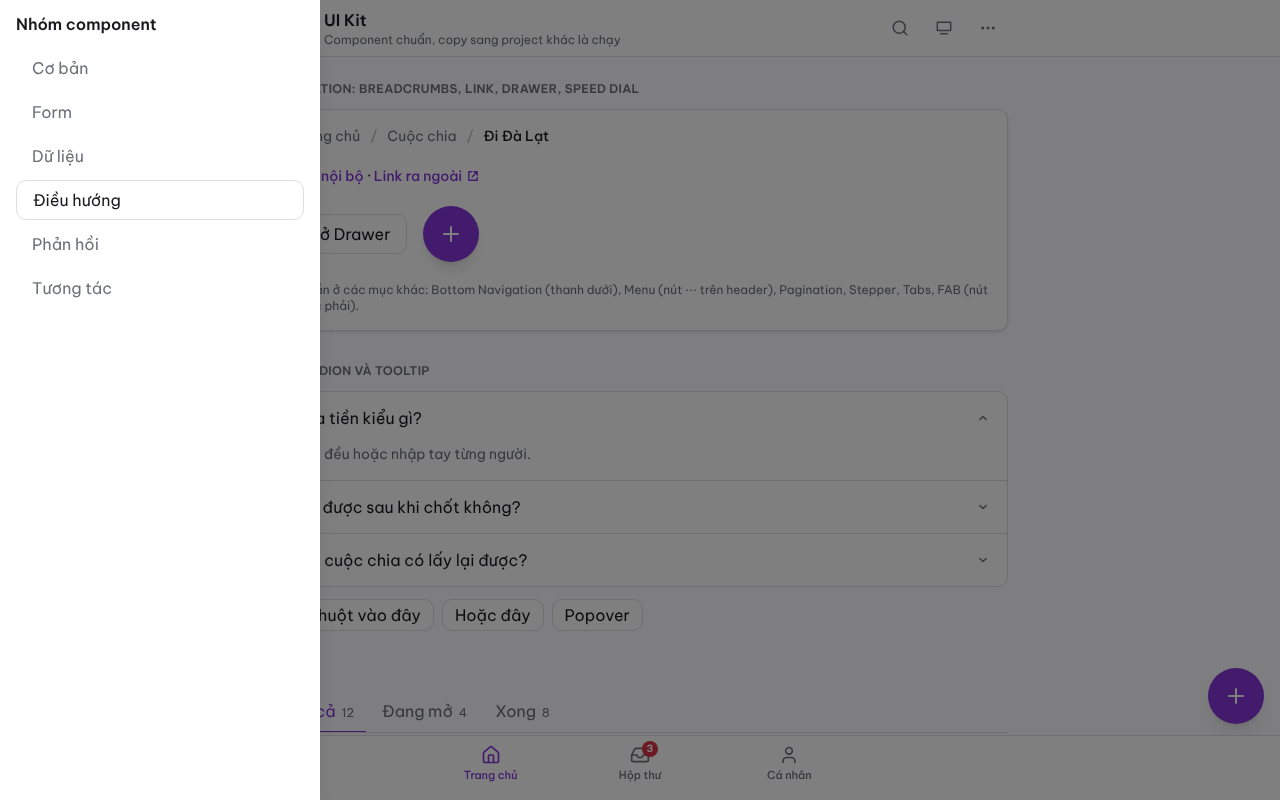 Nhóm component
Cơ bản
Form
Dữ liệu
Điều hướng
Phản hồi
Tương tác
UI Kit
Component chuẩn, copy sang project khác là chạy
TION: BREADCRUMBS, LINK, DRAWER, SPEED DIAL
ng chủ / Cuộc chia / Đi Đà Lạt
nội bộ · Link ra ngoài
ở Drawer
ở các mục khác: Bottom Navigation (thanh dưới), Menu (nút ··· trên header), Pagination, Stepper, Tabs, FAB (nút
phải).
DION VÀ TOOLTIP
tiền kiểu gì?
đều hoặc nhập tay từng người.
được sau khi chốt không?
cuộc chia có lấy lại được?
huột vào đây
Hoặc đây
Popover
cả 12
Đang mở 4
Xong 8
Trang chủ
3
Hộp thư
Cá nhân